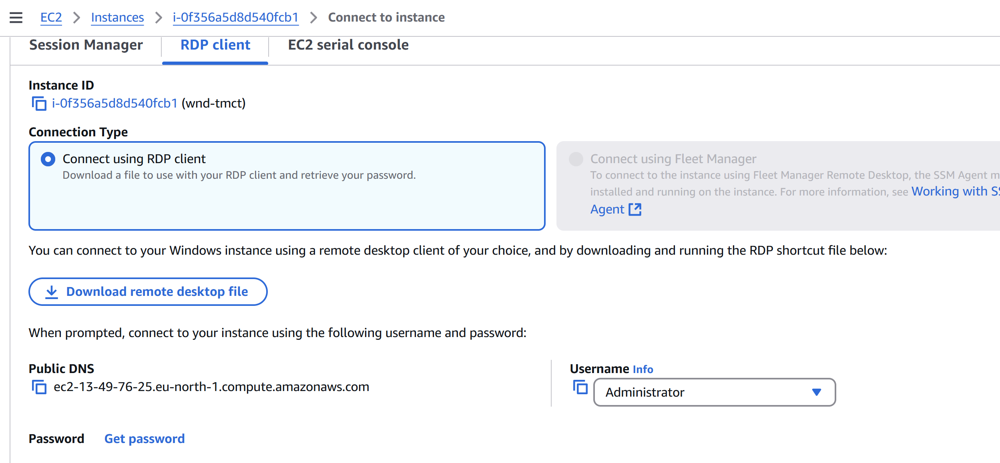 EC2 > Instances > i-0f356a5d8d540fcb1 > Connect to instance
Session Manager RDP client EC2 serial console
Instance ID
i-0f356a5d8d540fcb1 (wnd-tmct)
Connection Type
Connect using RDP client
Download a file to use with your RDP client and retrieve your password.
Connect using Fleet Manager
To connect to the instance using Fleet Manager Remote Desktop, the SSM Agent
installed and running on the instance. For more information, see Working with
Agent
You can connect to your Windows instance using a remote desktop client of your choice, and by downloading and running the RDP shortcut file below:
Download remote desktop file
When prompted, connect to your instance using the following username and password:
Public DNS
ec2-13-49-76-25.eu-north-1.compute.amazonaws.com
Username Info
Administrator
Password Get password